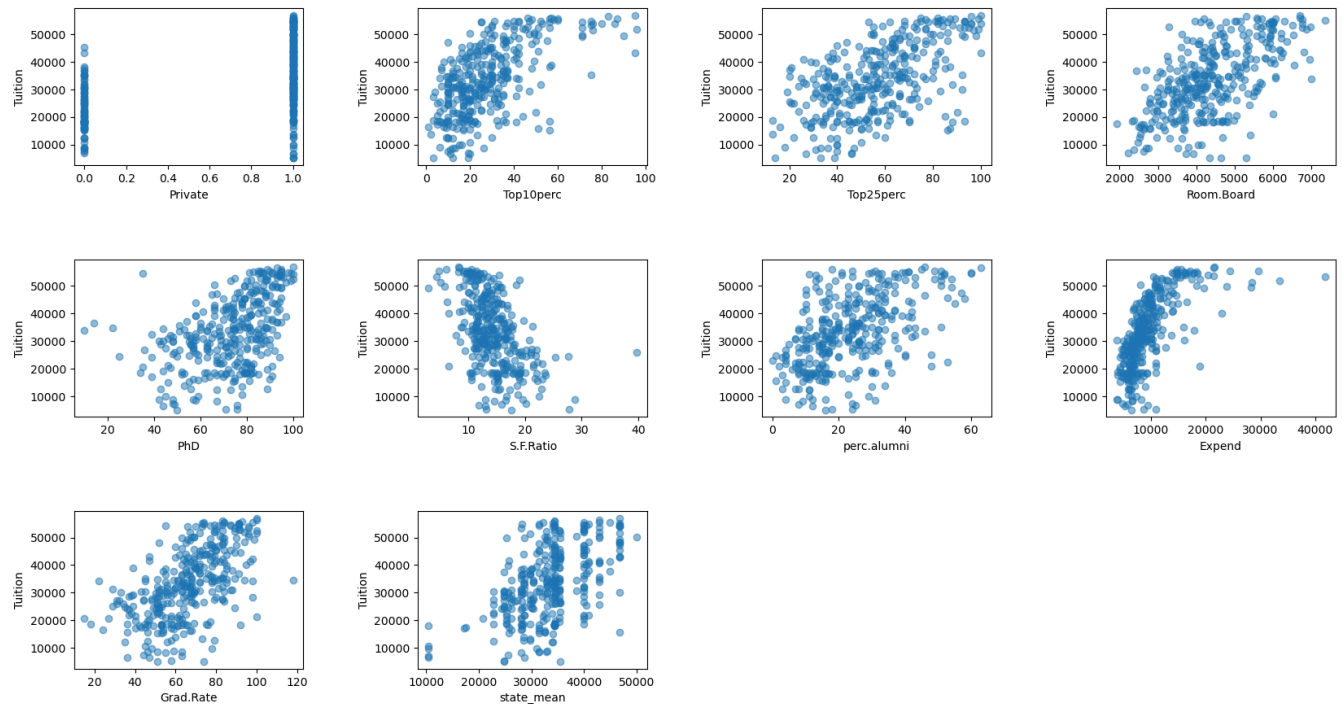 50000
40000
30000
20000
10000
Tuition
0.0 0.2 0.4 0.6 0.8 1.0
Private
50000
40000
30000
20000
10000
Tuition
0 20 40 60 80 100
Top10perc
50000
40000
30000
20000
10000
Tuition
20 40 60 80 100
Top25perc
50000
40000
30000
20000
10000
Tuition
2000 3000 4000 5000 6000 7000
Room.Board
50000
40000
30000
20000
10000
Tuition
20 40 60 80 100
PhD
50000
40000
30000
20000
10000
Tuition
10 20 30 40
S.F.Ratio
50000
40000
30000
20000
10000
Tuition
0 20 40 60
perc.alumni
50000
40000
30000
20000
10000
Tuition
10000 20000 30000 40000
Expend
50000
40000
30000
20000
10000
Tuition
20 40 60 80 100 120
Grad.Rate
50000
40000
30000
20000
10000
Tuition
10000 20000 30000 40000 50000
state_mean